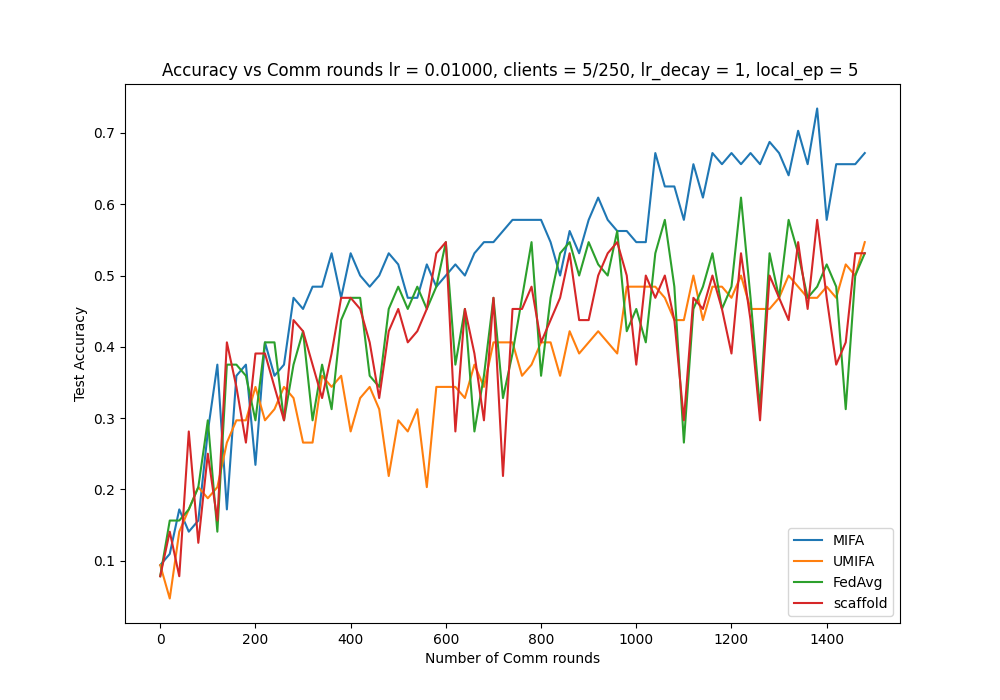 Accuracy vs Comm rounds lr = 0.01000, clients = 5/250, lr_decay = 1, local_ep = 5
Test Accuracy
0.7
0.6
0.5
0.4
0.3
0.2
0.1
MIFA
UMIFA
FedAvg
scaffold
0 200 400 600 800 1000 1200 1400
Number of Comm rounds